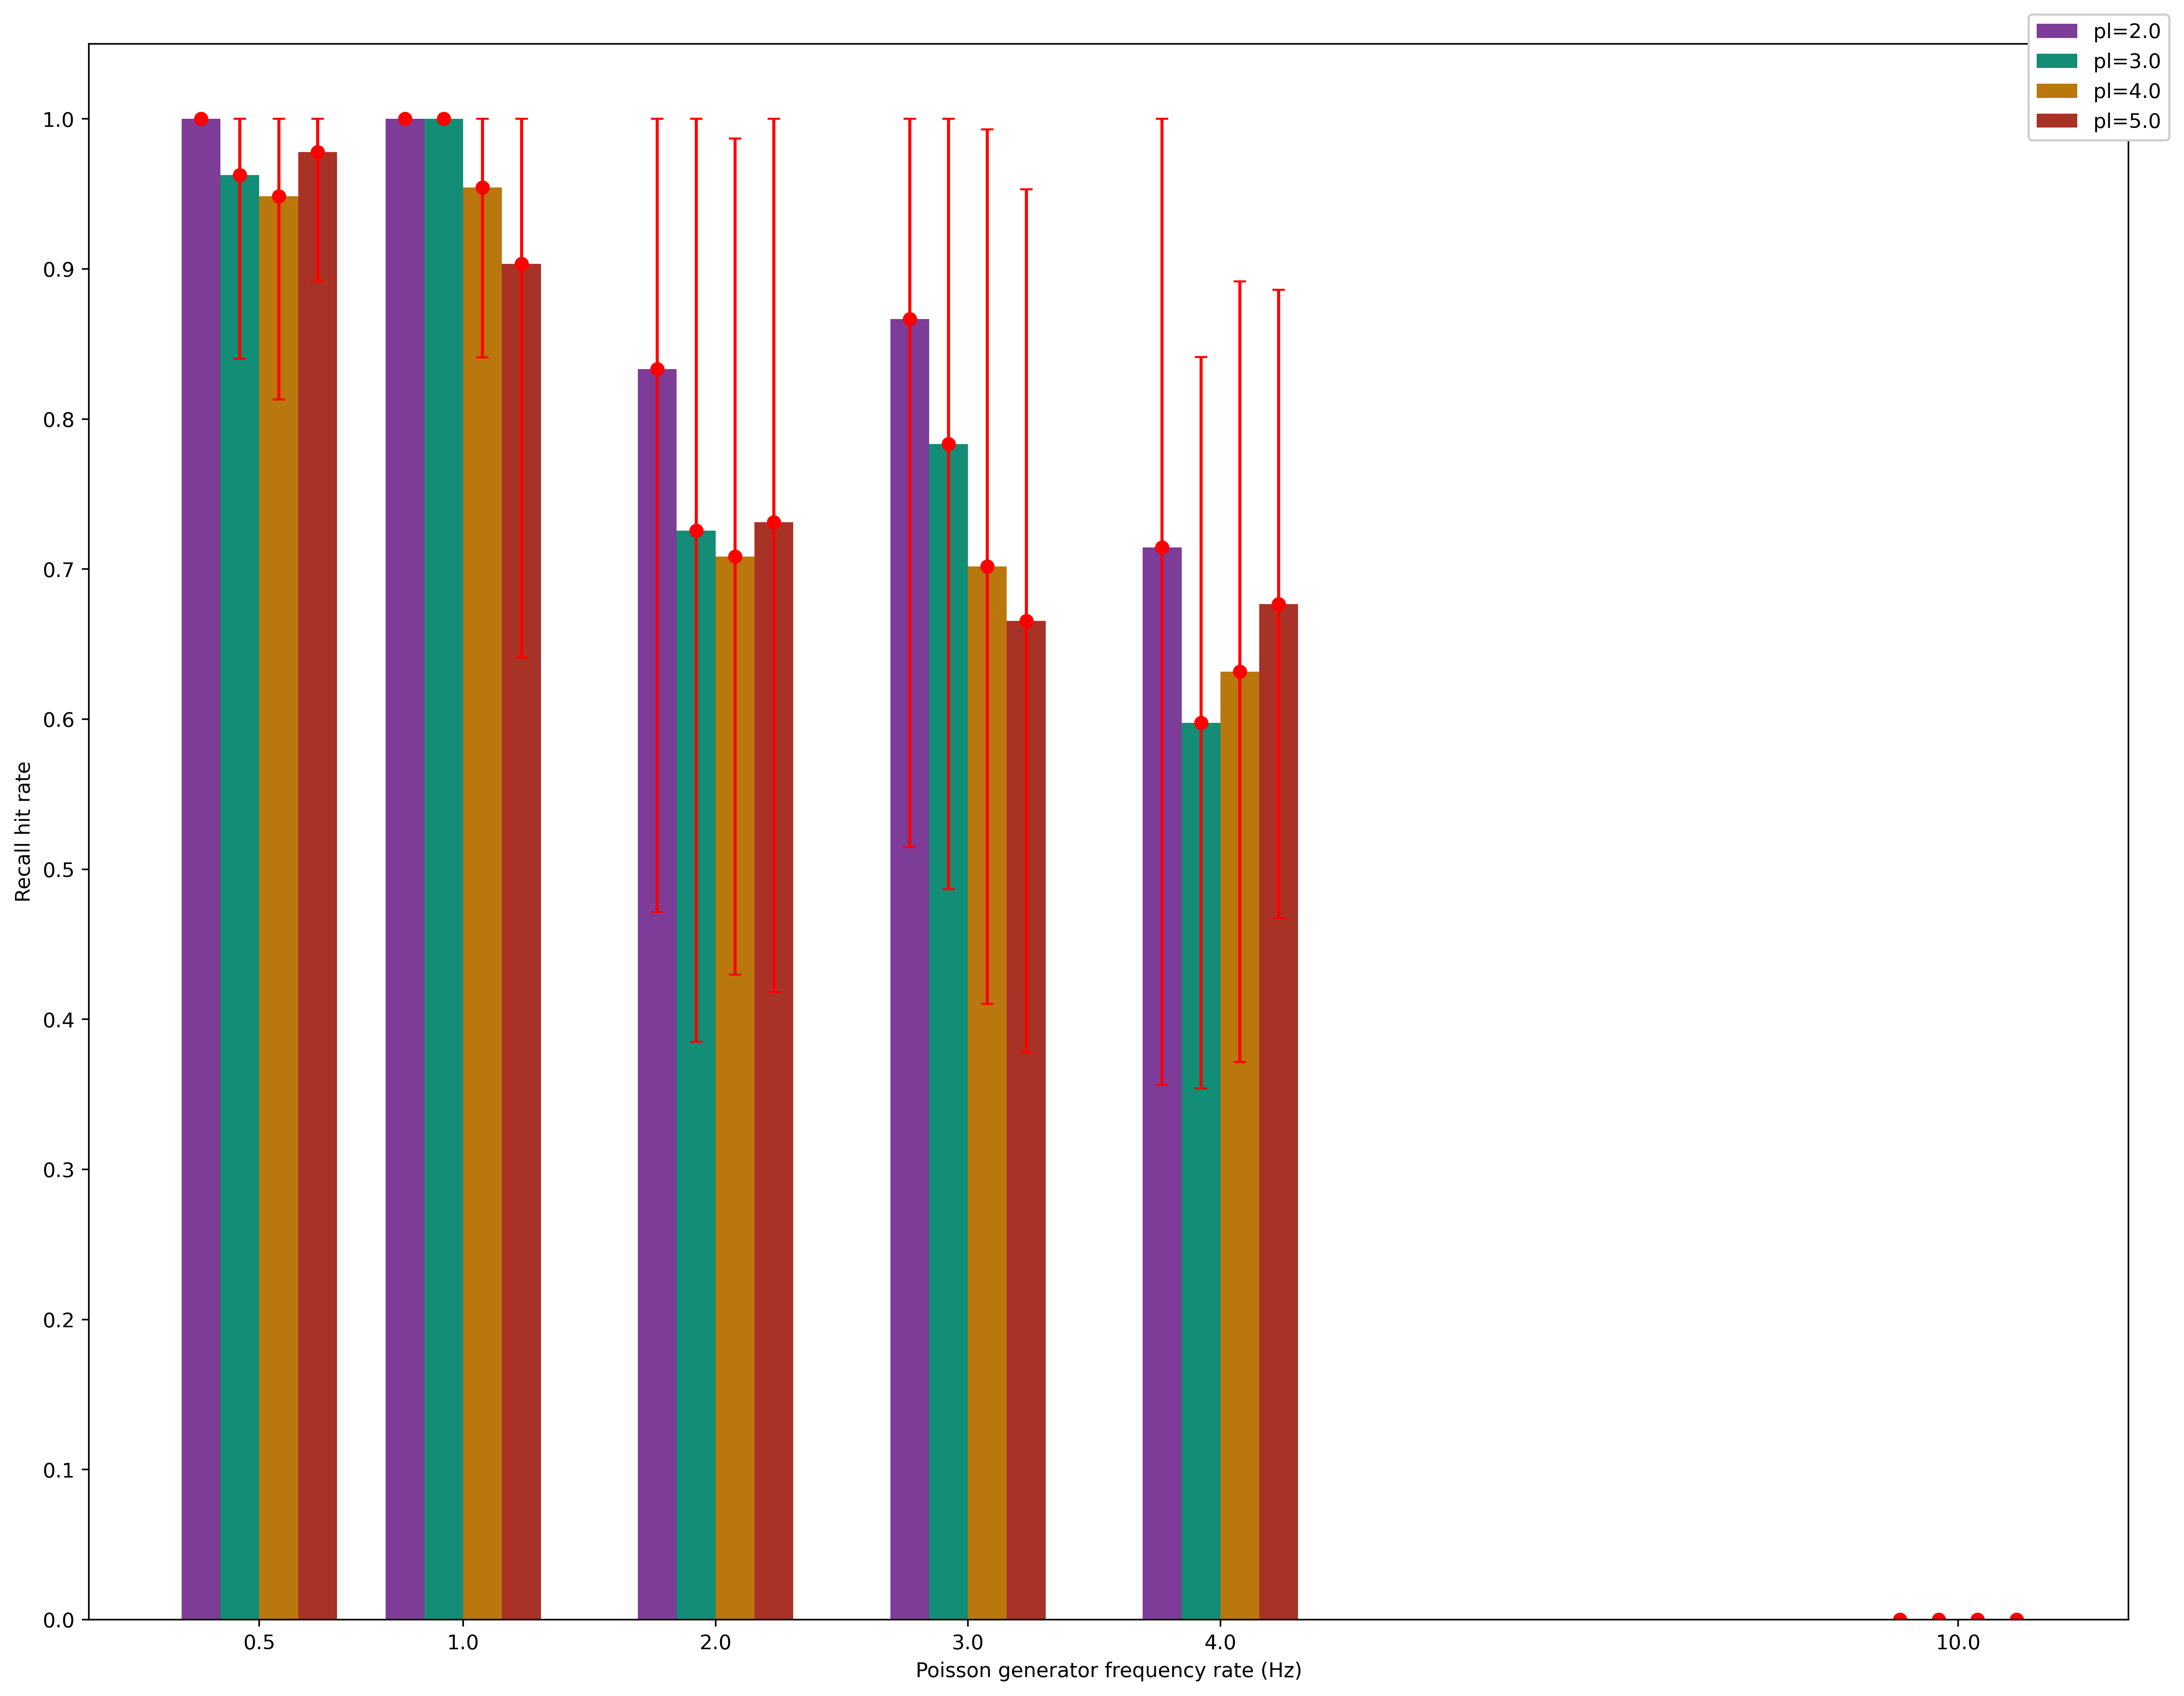 pl=2.0
pl=3.0
pl=4.0
pl=5.0
1.0
0.9
0.8
0.7
0.6
0.5
0.4
0.3
0.2
0.1
0.0
Recall hit rate
0.5 1.0 2.0 3.0 4.0 10.0
Poisson generator frequency rate (Hz)